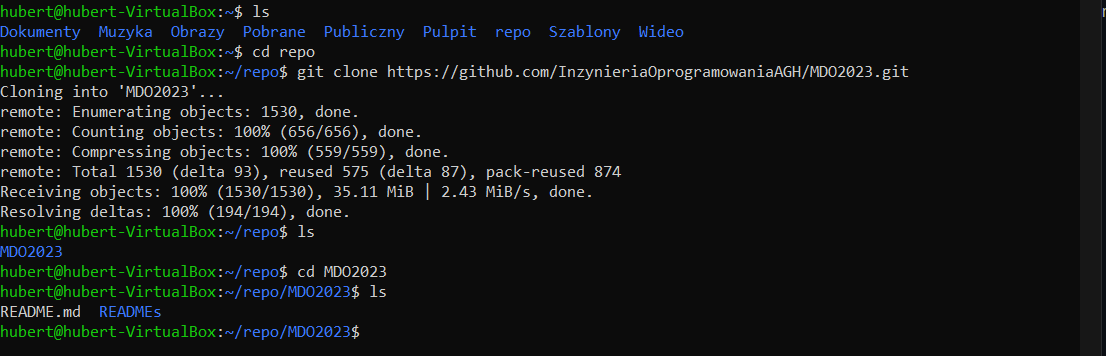 hubert@hubert-VirtualBox:~$ ls
Dokumenty  Muzyka  Obrazy  Pobrane  Publiczny  Pulpit  repo  Szablony  Wideo
hubert@hubert-VirtualBox:~$ cd repo
hubert@hubert-VirtualBox:~/repo$ git clone https://github.com/InzynieriaOprogramowaniaAGH/MDO2023.git
Cloning into 'MDO2023'...
remote: Enumerating objects: 1530, done.
remote: Counting objects: 100% (656/656), done.
remote: Compressing objects: 100% (559/559), done.
remote: Total 1530 (delta 93), reused 575 (delta 87), pack-reused 874
Receiving objects: 100% (1530/1530), 35.11 MiB | 2.43 MiB/s, done.
Resolving deltas: 100% (194/194), done.
hubert@hubert-VirtualBox:~/repo$ ls
MDO2023
hubert@hubert-VirtualBox:~/repo$ cd MDO2023
hubert@hubert-VirtualBox:~/repo/MDO2023$ ls
README.md  READMEs
hubert@hubert-VirtualBox:~/repo/MDO2023$